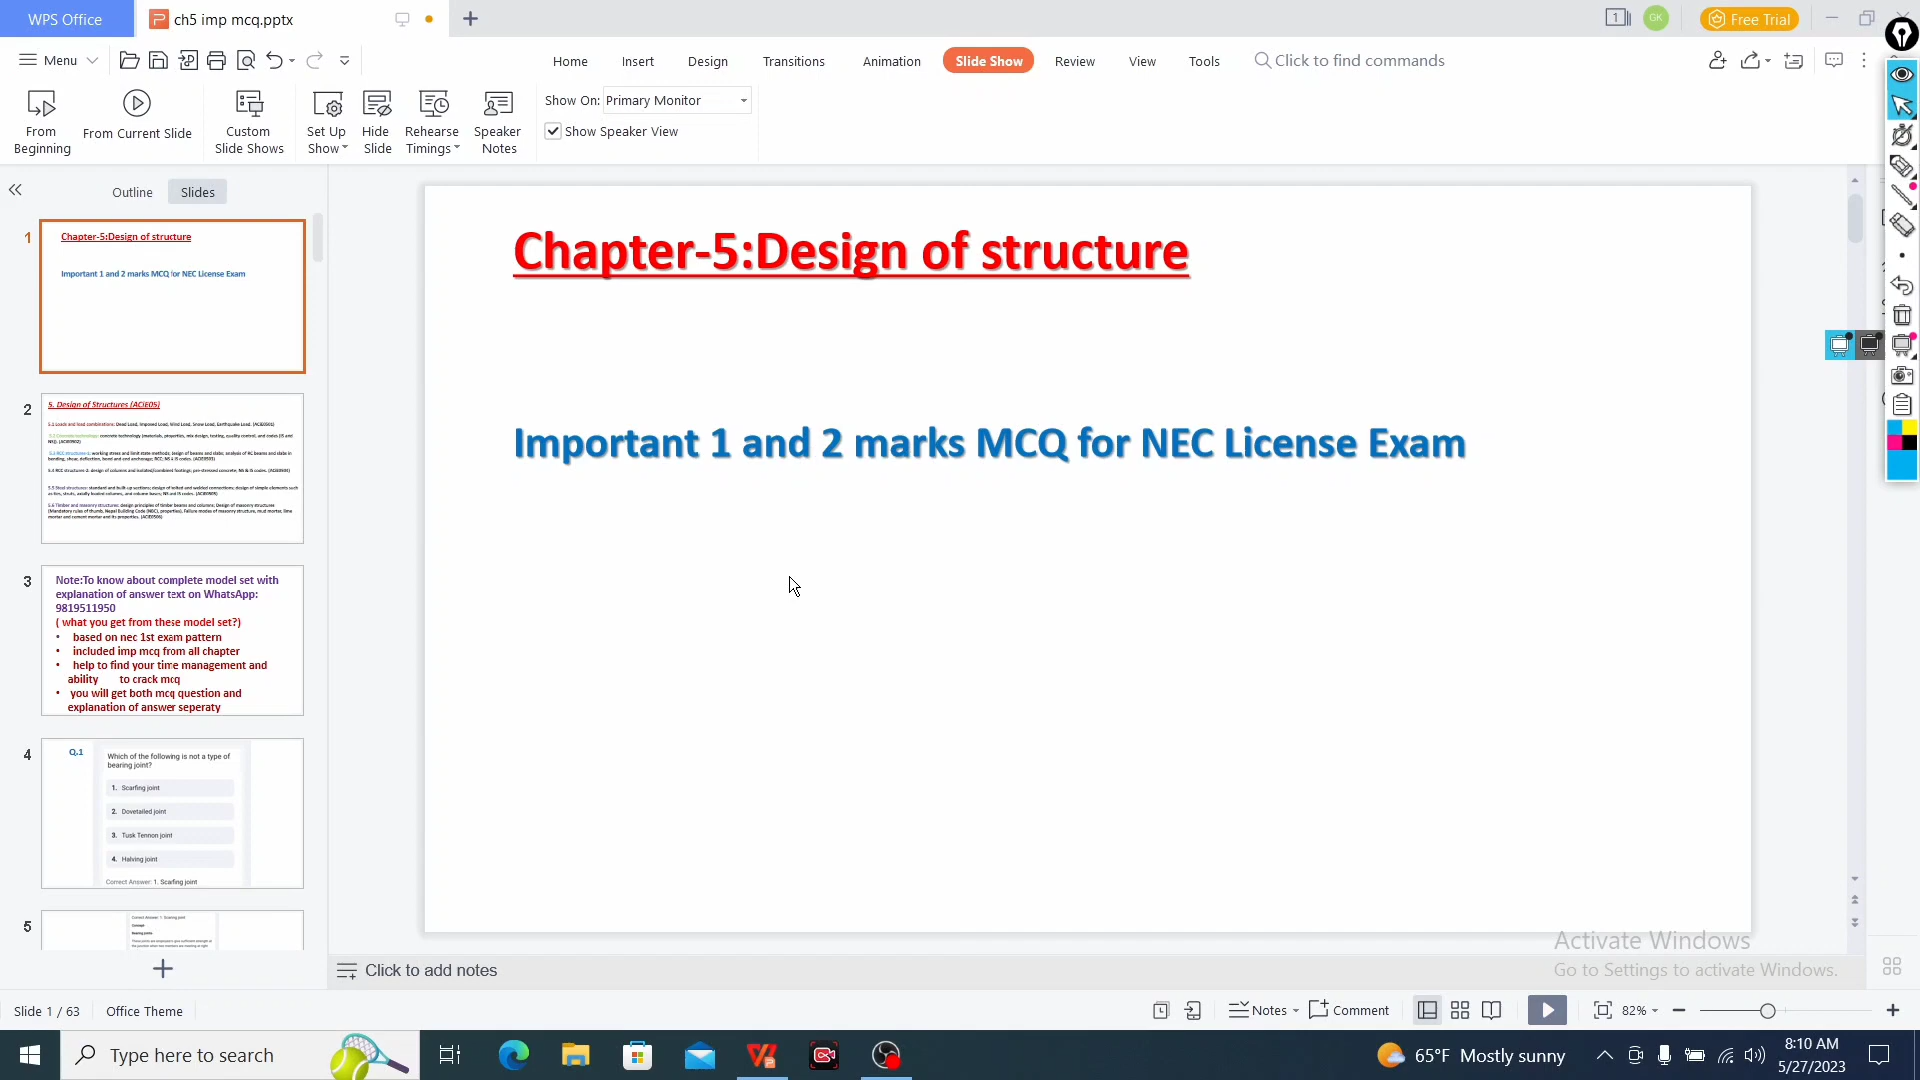 WPS Office
ch5 imp mcq.pptx
GK
Free Trial
Menu
Home
Insert
Design
Transitions
Animation
Slide Show
Review
View
Tools
Click to find commands
From Beginning
From Current Slide
Custom Slide Shows
Set Up Show
Hide Slide
Rehearse Timings
Speaker Notes
Show On: Primary Monitor
Show Speaker View
Outline
Slides
1
Chapter-5:Design of structure
Important 1 and 2 marks MCQ for NEC License Exam
2
5. Design of Structures (ACiE05)
3
Note:To know about complete model set with
explanation of answer text on WhatsApp:
9819511950
( what you get from these model set?)
• based on nec 1st exam pattern
• included imp mcq from all chapter
• help to find your time management and
ability to crack mcq
• you will get both mcq question and
explanation of answer seperaty
4
Q.1
Which of the following is not a type of
bearing joint?
1. Scarfing joint
2. Dovetailed joint
3. Tusk Tennon joint
4. Halving joint
Correct Answer: 1. Scarfing joint
5
Chapter-5:Design of structure
Important 1 and 2 marks MCQ for NEC License Exam
Activate Windows
Go to Settings to activate Windows.
Click to add notes
Slide 1 / 63
Office Theme
Notes
Comment
82%
Type here to search
65°F Mostly sunny
8:10 AM
5/27/2023